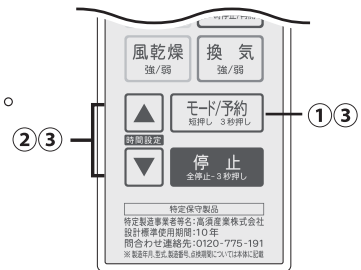 風乾燥
強/弱
換 気
強/弱
▲
モード/予約
短押し 3秒押し
①③
②③
時間設定
▼
停 止
全停止-3秒押し
特定保守製品
特定製造事業者等名:高須産業株式会社
設計標準使用期間:10年
問合わせ連絡先:0120-775-191
※ 製造年月、型式、製造番号、点検期間については本体に記載